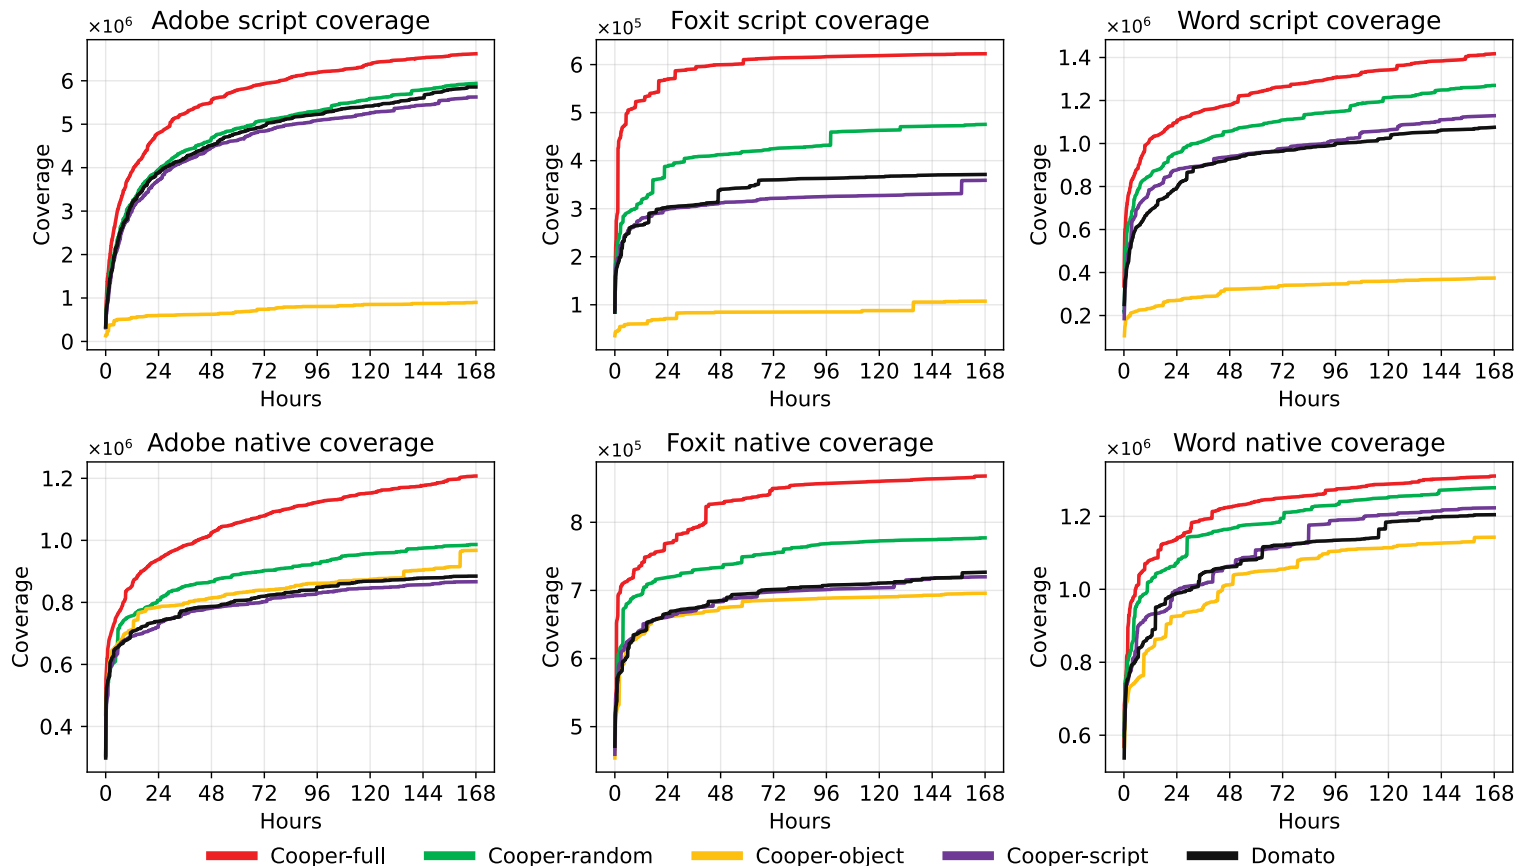 Adobe script coverage
×10⁶
Coverage
6
5
4
3
2
1
0
0 24 48 72 96 120 144 168
Hours
Foxit script coverage
×10⁵
Coverage
6
5
4
3
2
1
0 24 48 72 96 120 144 168
Hours
Word script coverage
×10⁶
Coverage
1.4
1.2
1.0
0.8
0.6
0.4
0.2
0 24 48 72 96 120 144 168
Hours
Adobe native coverage
×10⁶
Coverage
1.2
1.0
0.8
0.6
0.4
0 24 48 72 96 120 144 168
Hours
Foxit native coverage
×10⁵
Coverage
8
7
6
5
0 24 48 72 96 120 144 168
Hours
Word native coverage
×10⁶
Coverage
1.2
1.0
0.8
0.6
0 24 48 72 96 120 144 168
Hours
Cooper-full Cooper-random Cooper-object Cooper-script Domato